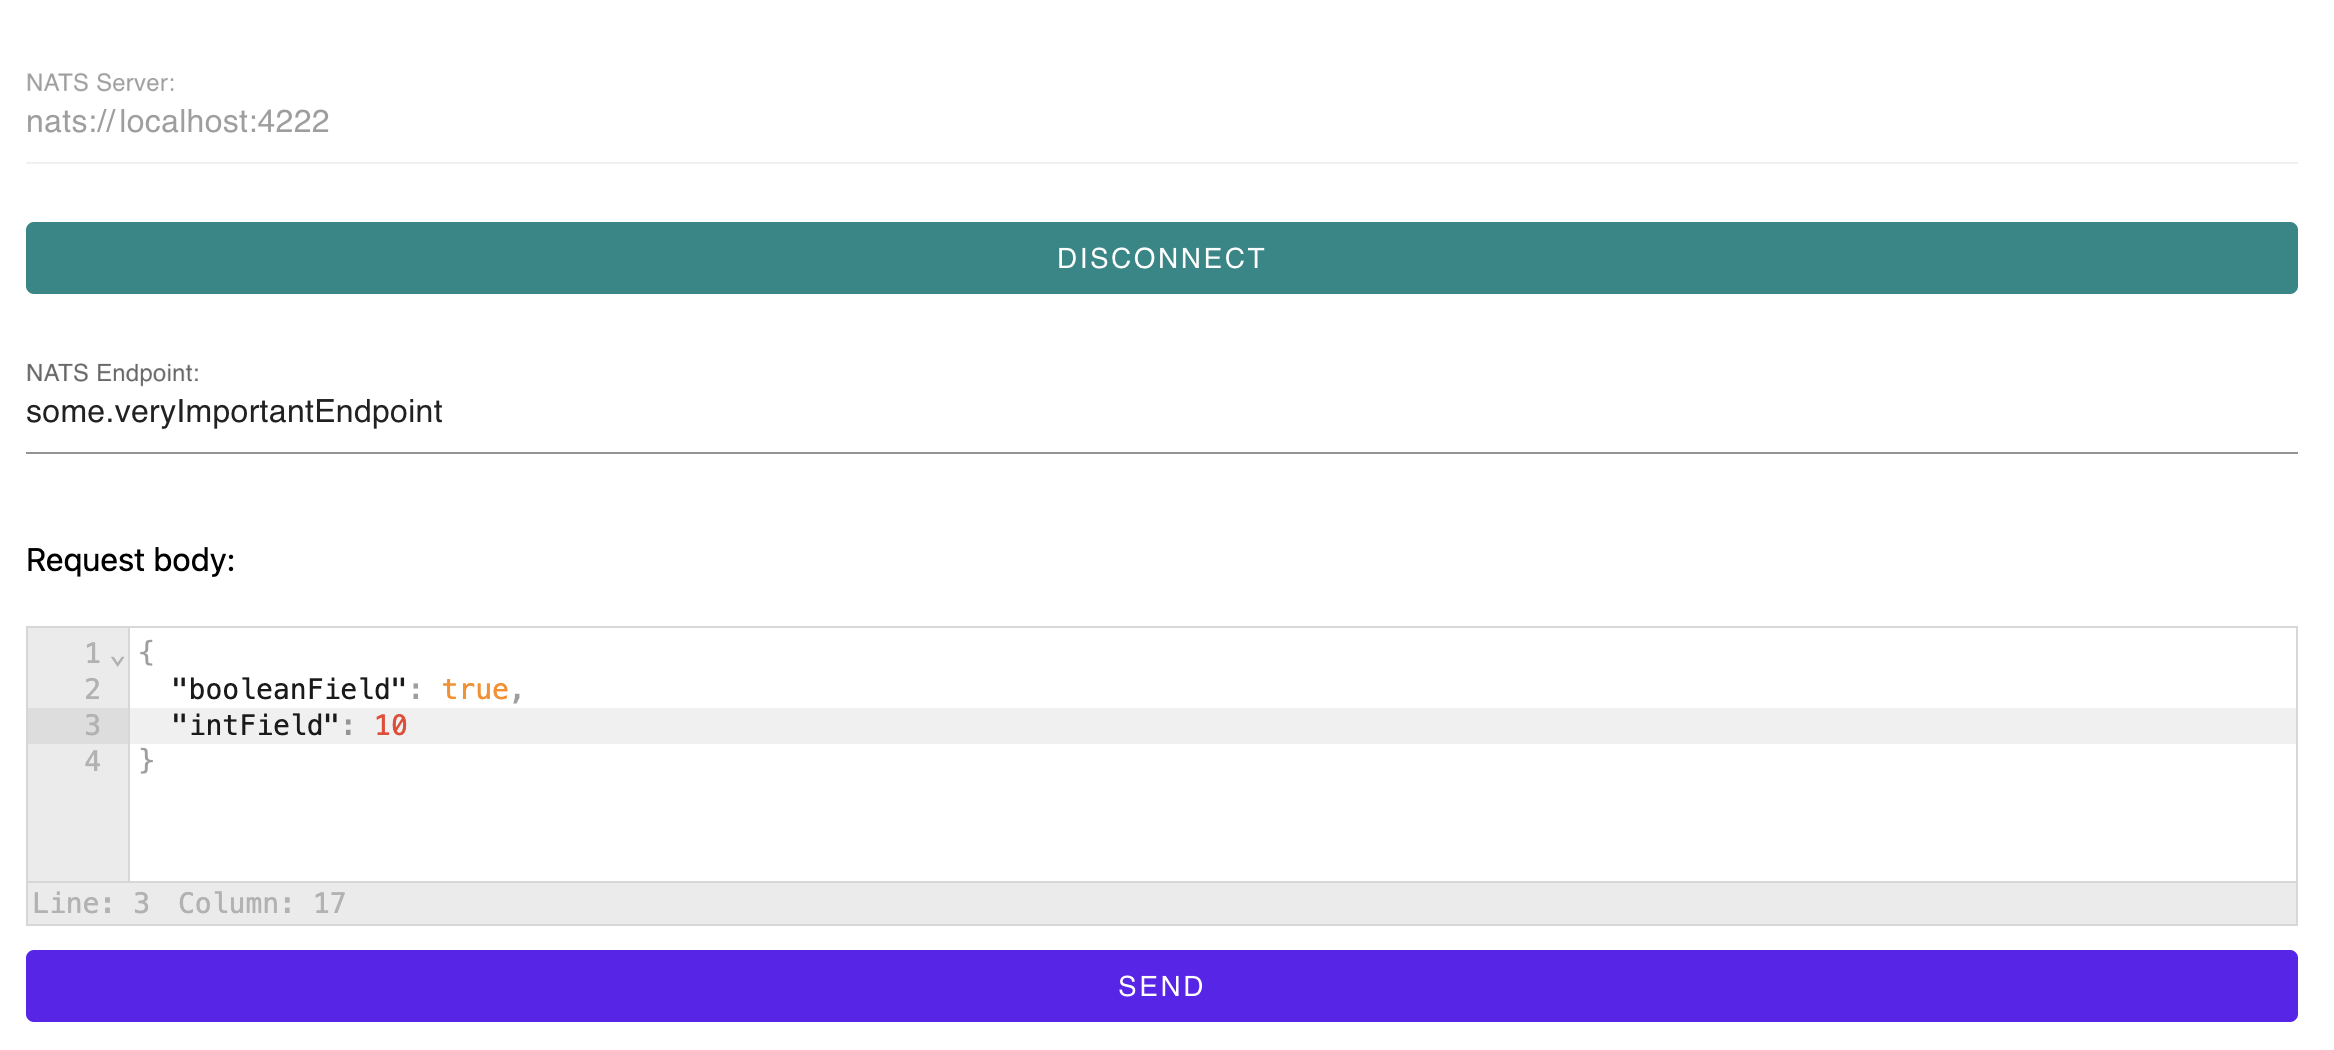 NATS Server:
nats://localhost:4222
DISCONNECT
NATS Endpoint:
some.veryImportantEndpoint
Request body:
1 {
2   "booleanField": true,
3   "intField": 10
4 }
Line: 3 Column: 17
SEND